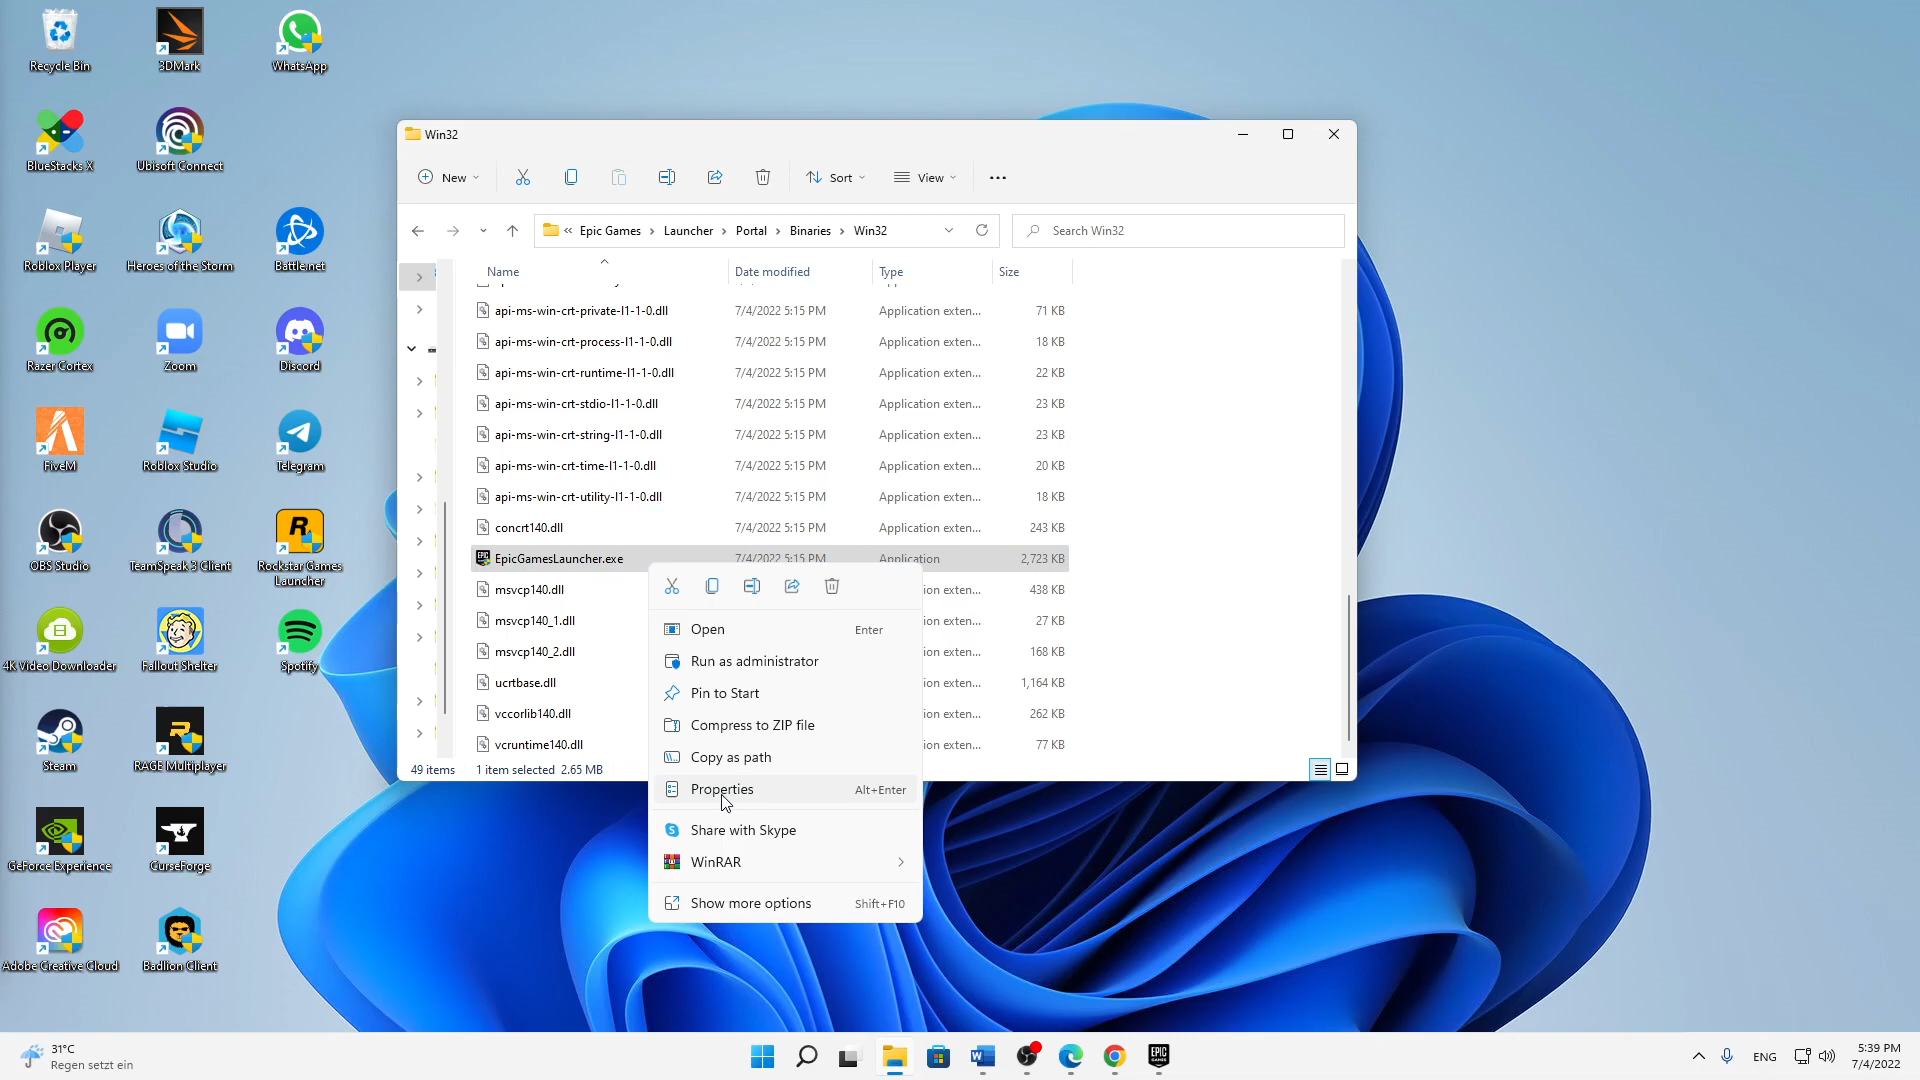 Recycle Bin
3DMark
WhatsApp
BlueStacks X
Ubisoft Connect
Roblox Player
Heroes of the Storm
Battle.net
Razer Cortex
Zoom
Discord
FiveM
Roblox Studio
Telegram
OBS Studio
TeamSpeak 3 Client
Rockstar Games
Launcher
4K Video Downloader
Fallout Shelter
Spotify
Steam
RAGE Multiplayer
GeForce Experience
CurseForge
Adobe Creative Cloud
Badlion Client
Win32
New
Sort
View
« Epic Games > Launcher > Portal > Binaries > Win32
Search Win32
Name Date modified Type Size
api-ms-win-crt-private-l1-1-0.dll 7/4/2022 5:15 PM Application exten... 71 KB
api-ms-win-crt-process-l1-1-0.dll 7/4/2022 5:15 PM Application exten... 18 KB
api-ms-win-crt-runtime-l1-1-0.dll 7/4/2022 5:15 PM Application exten... 22 KB
api-ms-win-crt-stdio-l1-1-0.dll 7/4/2022 5:15 PM Application exten... 23 KB
api-ms-win-crt-string-l1-1-0.dll 7/4/2022 5:15 PM Application exten... 23 KB
api-ms-win-crt-time-l1-1-0.dll 7/4/2022 5:15 PM Application exten... 20 KB
api-ms-win-crt-utility-l1-1-0.dll 7/4/2022 5:15 PM Application exten... 18 KB
concrt140.dll 7/4/2022 5:15 PM Application exten... 243 KB
EpicGamesLauncher.exe 7/4/2022 5:15 PM Application 2,723 KB
msvcp140.dll ion exten... 438 KB
msvcp140_1.dll ion exten... 27 KB
msvcp140_2.dll ion exten... 168 KB
ucrtbase.dll ion exten... 1,164 KB
vccorlib140.dll ion exten... 262 KB
vcruntime140.dll ion exten... 77 KB
49 items 1 item selected 2.65 MB
Open Enter
Run as administrator
Pin to Start
Compress to ZIP file
Copy as path
Properties Alt+Enter
Share with Skype
WinRAR
Show more options Shift+F10
31°C
Regen setzt ein
EPIC
GAMES
ENG
5:39 PM
7/4/2022